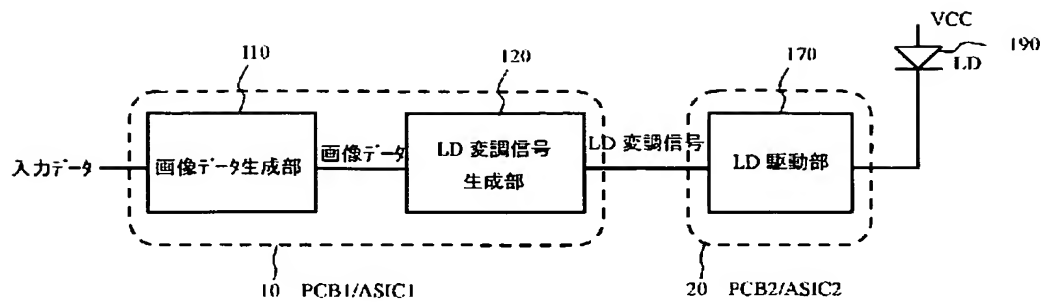 VCC
190
LD
110
120
170
入力データ
画像データ生成部
画像データ
LD 変調信号
生成部
LD 変調信号
LD 駆動部
10 PCB1/ASIC1
20 PCB2/ASIC2